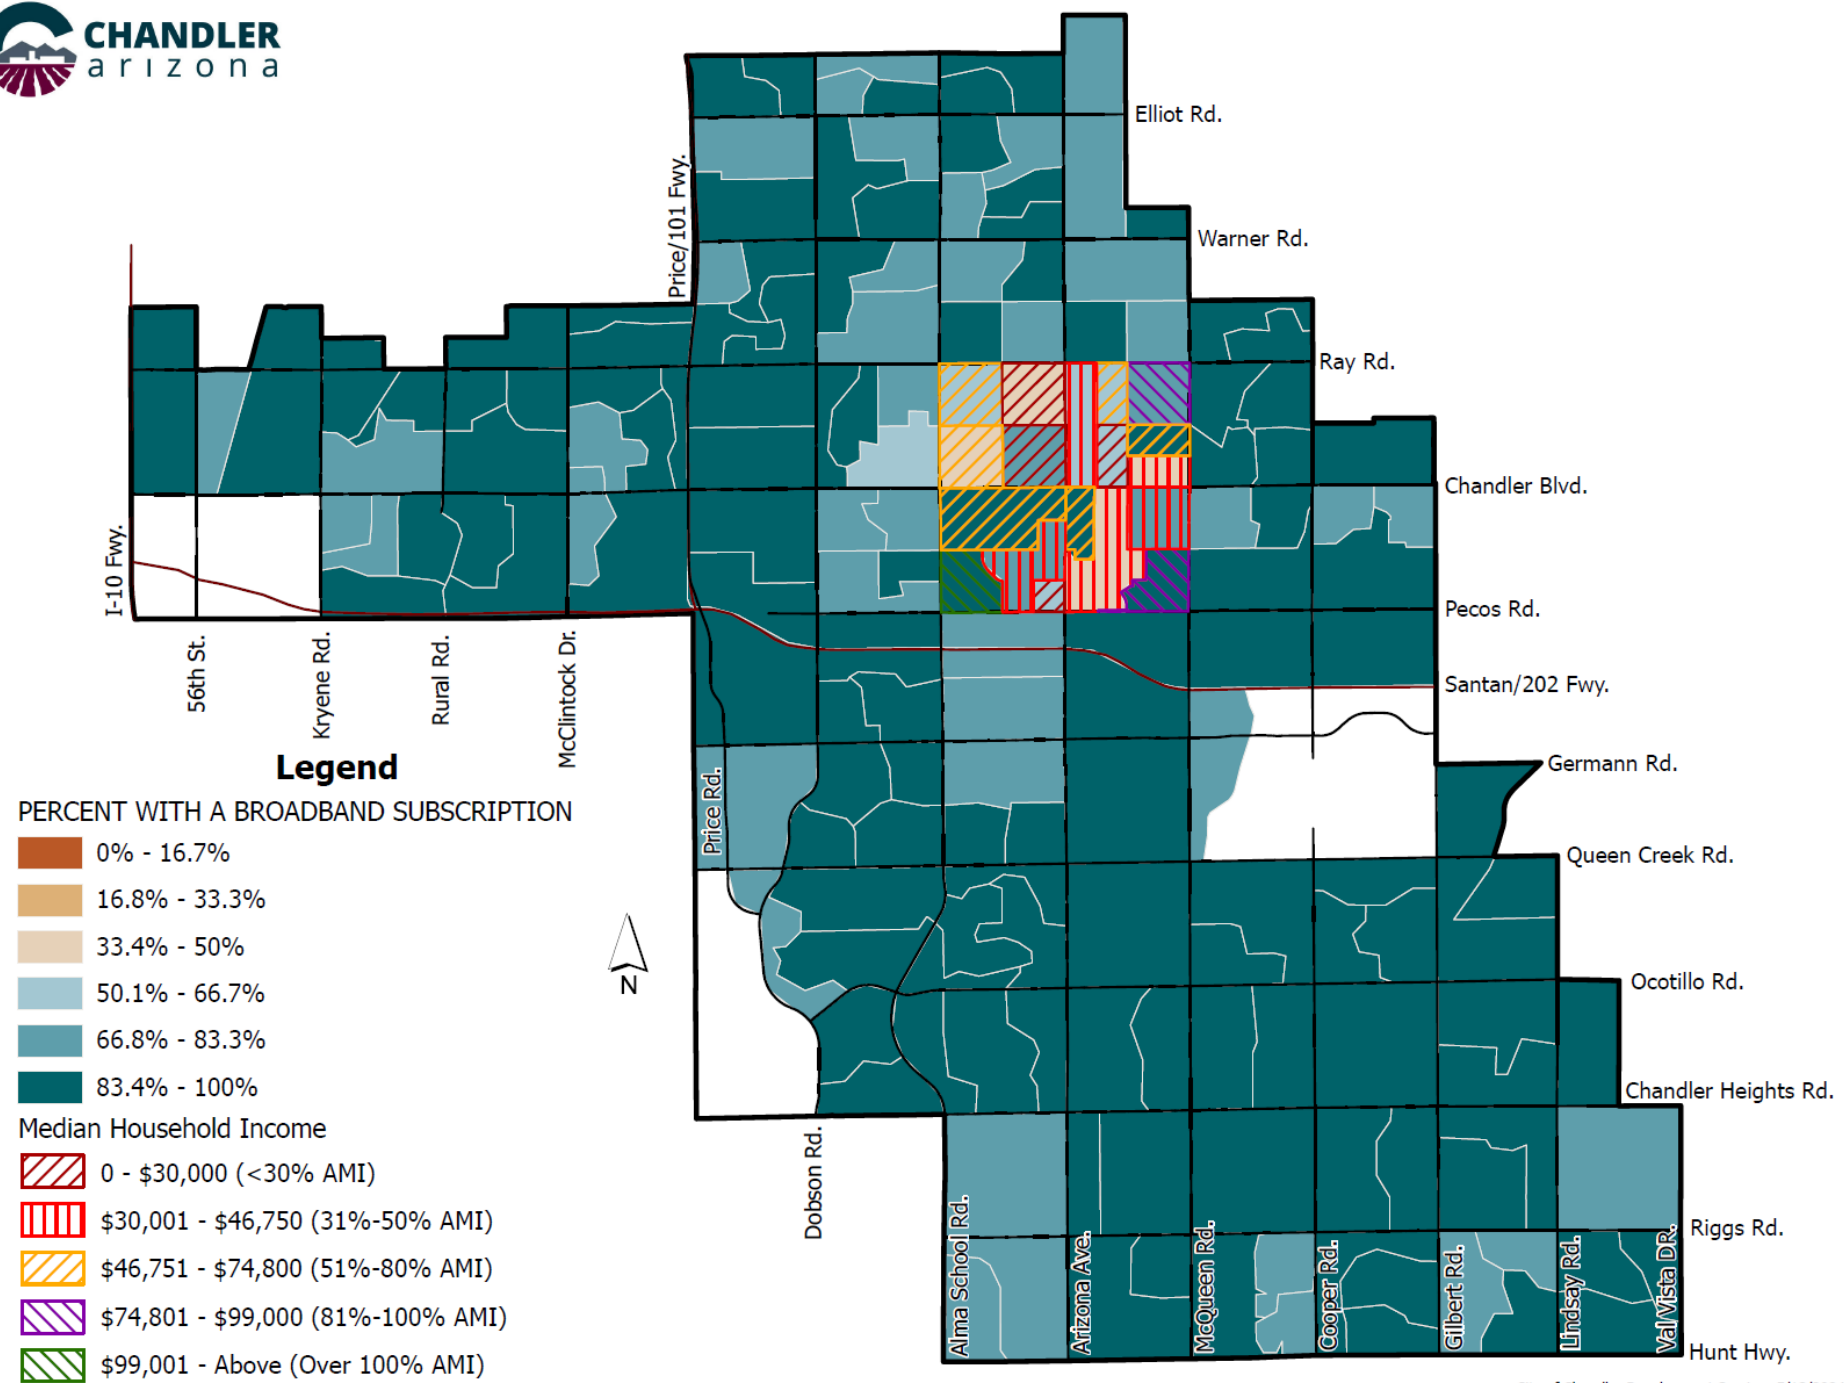 CHANDLER
arizona
Elliot Rd.
Price/101 Fwy.
Warner Rd.
Ray Rd.
Chandler Blvd.
I-10 Fwy.
Pecos Rd.
56th St.
Kryene Rd.
Rural Rd.
McClintock Dr.
Santan/202 Fwy.
Price Rd.
Germann Rd.
Queen Creek Rd.
Ocotillo Rd.
Chandler Heights Rd.
Dobson Rd.
Alma School Rd.
Arizona Ave.
McQueen Rd.
Cooper Rd.
Gilbert Rd.
Lindsay Rd.
Val Vista DR.
Riggs Rd.
Hunt Hwy.
N
Legend
PERCENT WITH A BROADBAND SUBSCRIPTION
0% - 16.7%
16.8% - 33.3%
33.4% - 50%
50.1% - 66.7%
66.8% - 83.3%
83.4% - 100%
Median Household Income
0 - $30,000 (<30% AMI)
$30,001 - $46,750 (31%-50% AMI)
$46,751 - $74,800 (51%-80% AMI)
$74,801 - $99,000 (81%-100% AMI)
$99,001 - Above (Over 100% AMI)